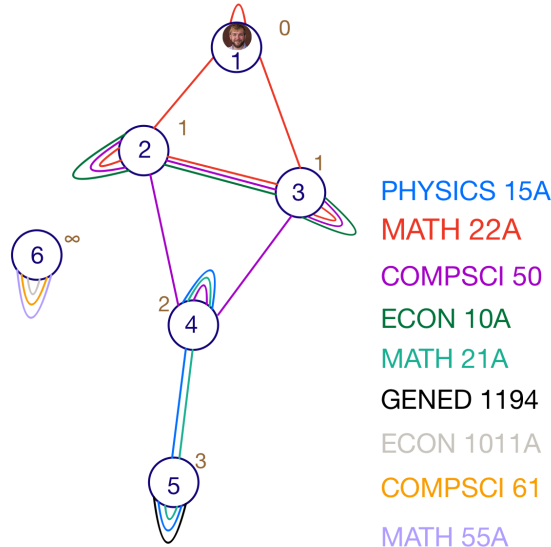 0
1
1
2
1
3
PHYSICS 15A
MATH 22A
∞
6
COMPSCI 50
2
4
ECON 10A
MATH 21A
GENED 1194
ECON 1011A
3
5
COMPSCI 61
MATH 55A